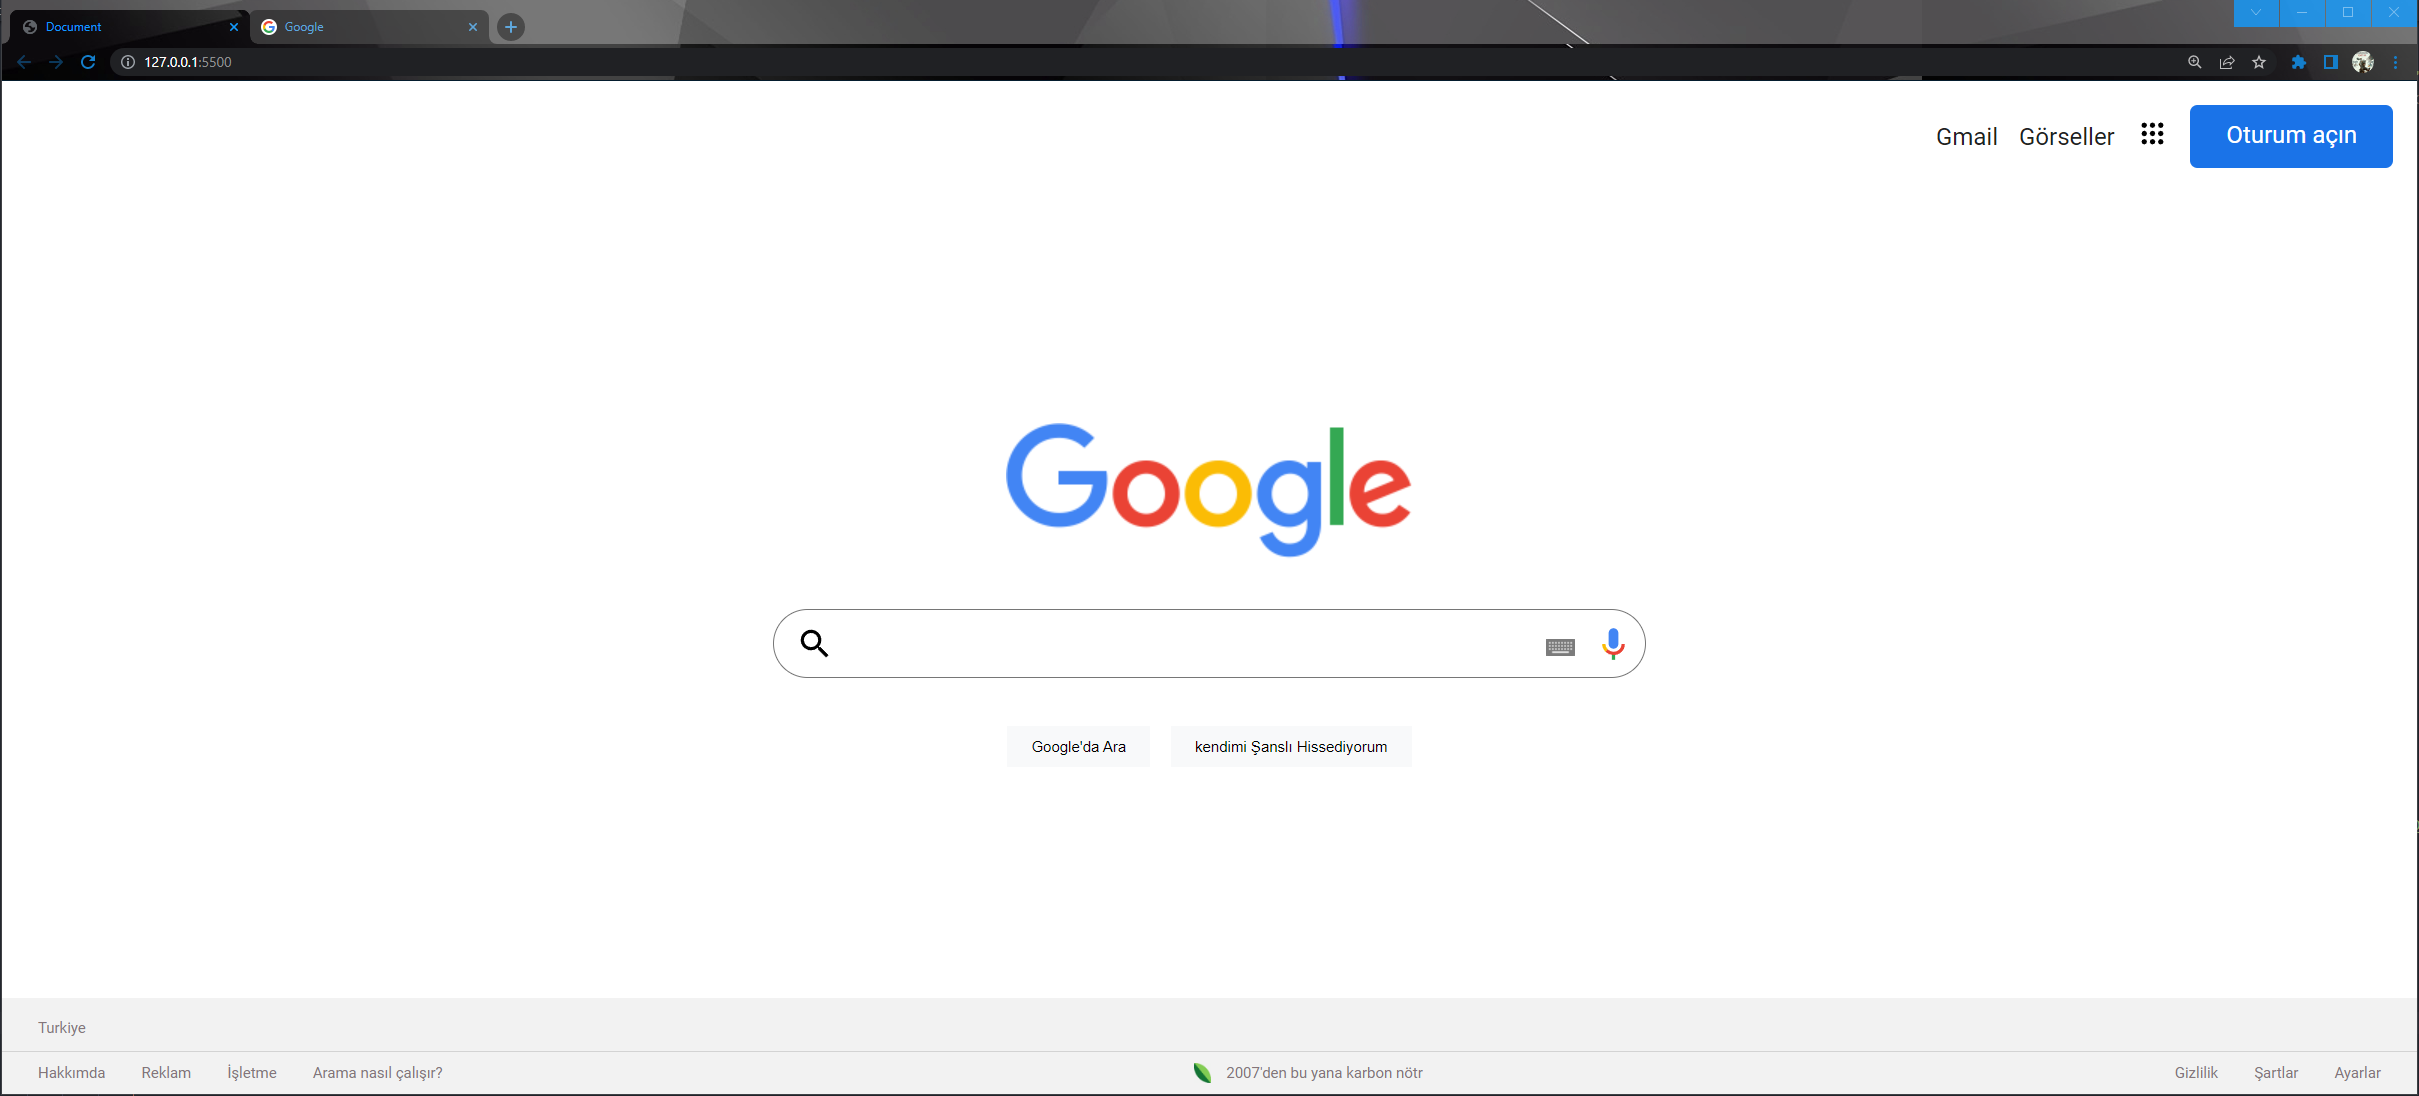 Document
Google
127.0.0.1:5500
Gmail Görseller Oturum açın
Google
Google'da Ara kendimi Şanslı Hissediyorum
Turkiye
Hakkımda Reklam İşletme Arama nasıl çalışır? 2007'den bu yana karbon nötr Gizlilik Şartlar Ayarlar